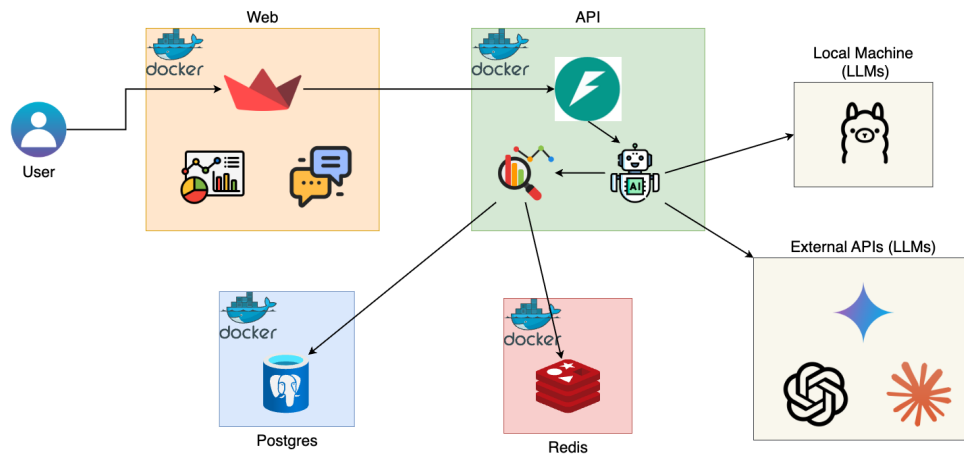 Web
API
docker
docker
Local Machine
(LLMs)
User
AI
External APIs (LLMs)
docker
docker
Postgres
Redis